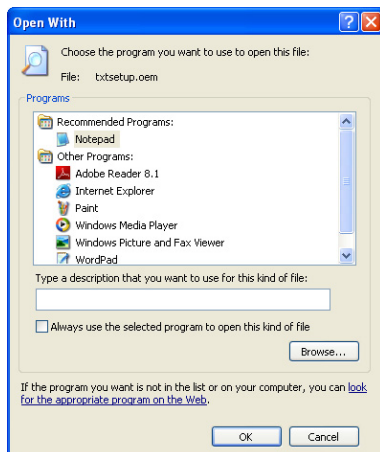 Open With
Choose the program you want to use to open this file:
File: txtsetup.oem
Programs
Recommended Programs:
Notepad
Other Programs:
Adobe Reader 8.1
Internet Explorer
Paint
Windows Media Player
Windows Picture and Fax Viewer
WordPad
Type a description that you want to use for this kind of file:
Always use the selected program to open this kind of file
Browse...
If the program you want is not in the list or on your computer, you can look
for the appropriate program on the Web.
OK Cancel